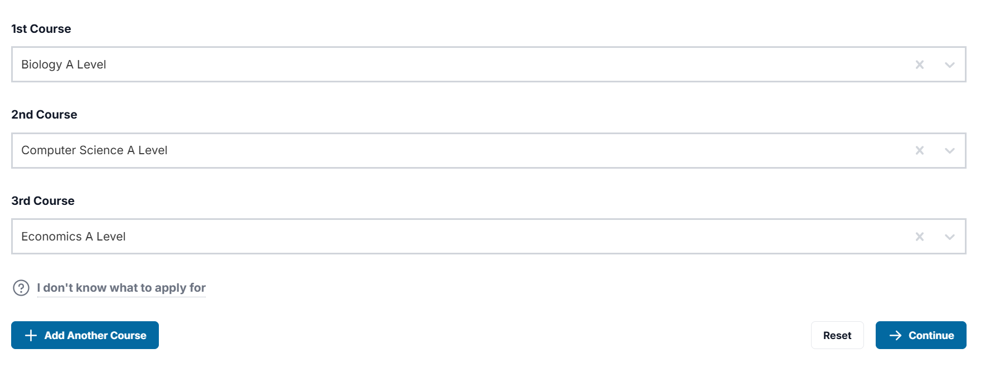 1st Course
Biology A Level
2nd Course
Computer Science A Level
3rd Course
Economics A Level
I don't know what to apply for
Add Another Course
Reset
Continue